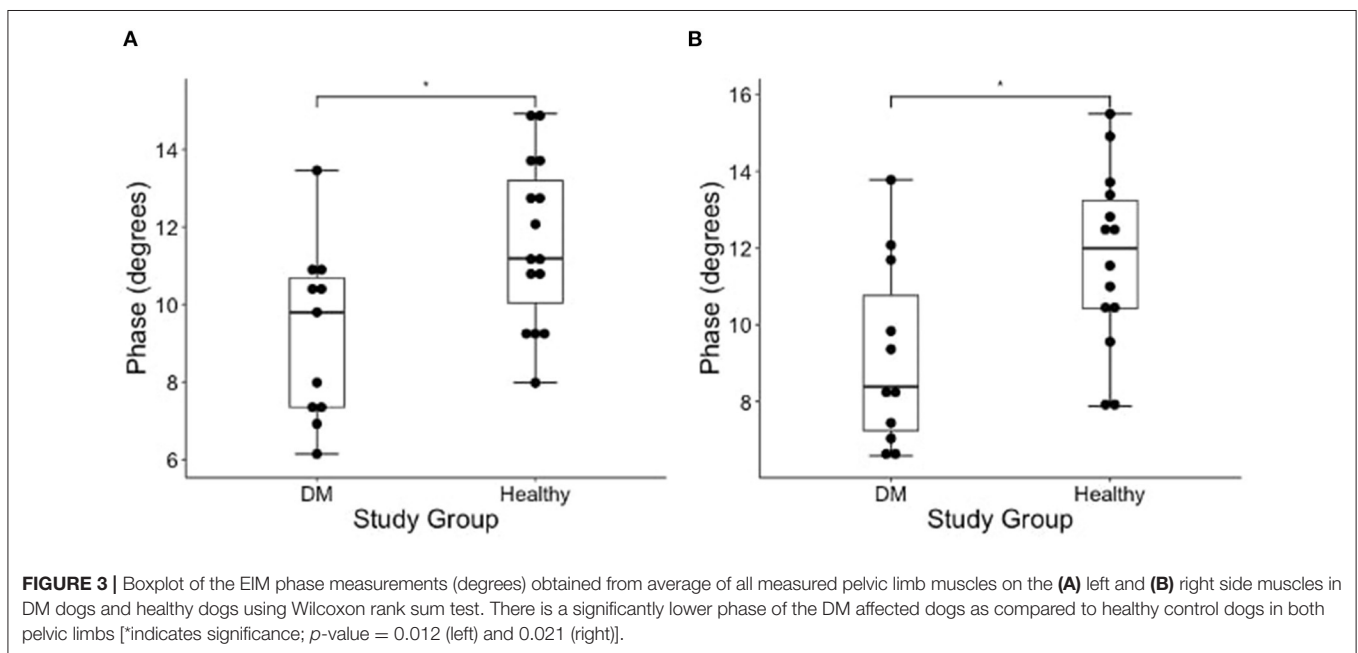 A
B
*
^
Phase (degrees)
14
12
10
8
6
DM
Healthy
Study Group
Phase (degrees)
16
14
12
10
8
DM
Healthy
Study Group
FIGURE 3 | Boxplot of the EIM phase measurements (degrees) obtained from average of all measured pelvic limb muscles on the (A) left and (B) right side muscles in
DM dogs and healthy dogs using Wilcoxon rank sum test. There is a significantly lower phase of the DM affected dogs as compared to healthy control dogs in both
pelvic limbs [*indicates significance; p-value = 0.012 (left) and 0.021 (right)].